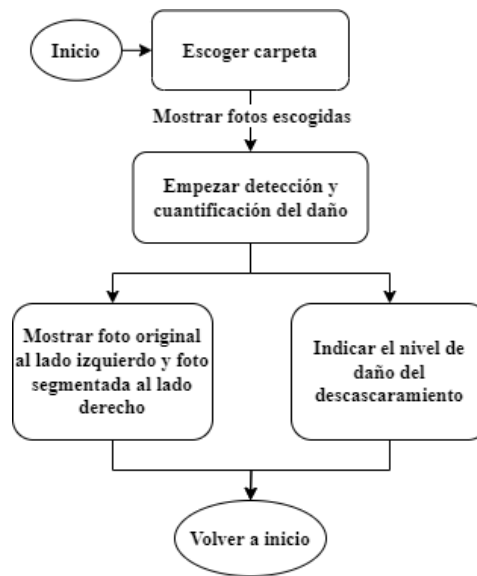 Inicio
Escoger carpeta
Mostrar fotos escogidas
Empezar detección y
cuantificación del daño
Mostrar foto original
al lado izquierdo y foto
segmentada al lado
derecho
Indicar el nivel de
daño del
descascaramiento
Volver a inicio